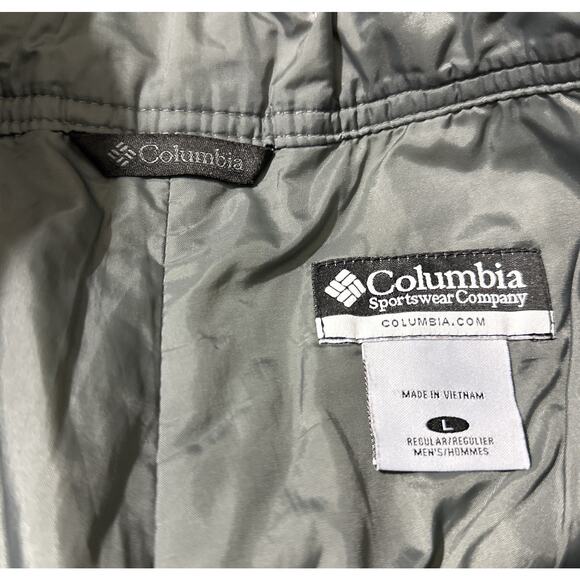 Columbia
Columbia
Sportswear Company
COLUMBIA.COM
MADE IN VIETNAM
L
REGULAR/REGULIER
MEN'S/HOMMES